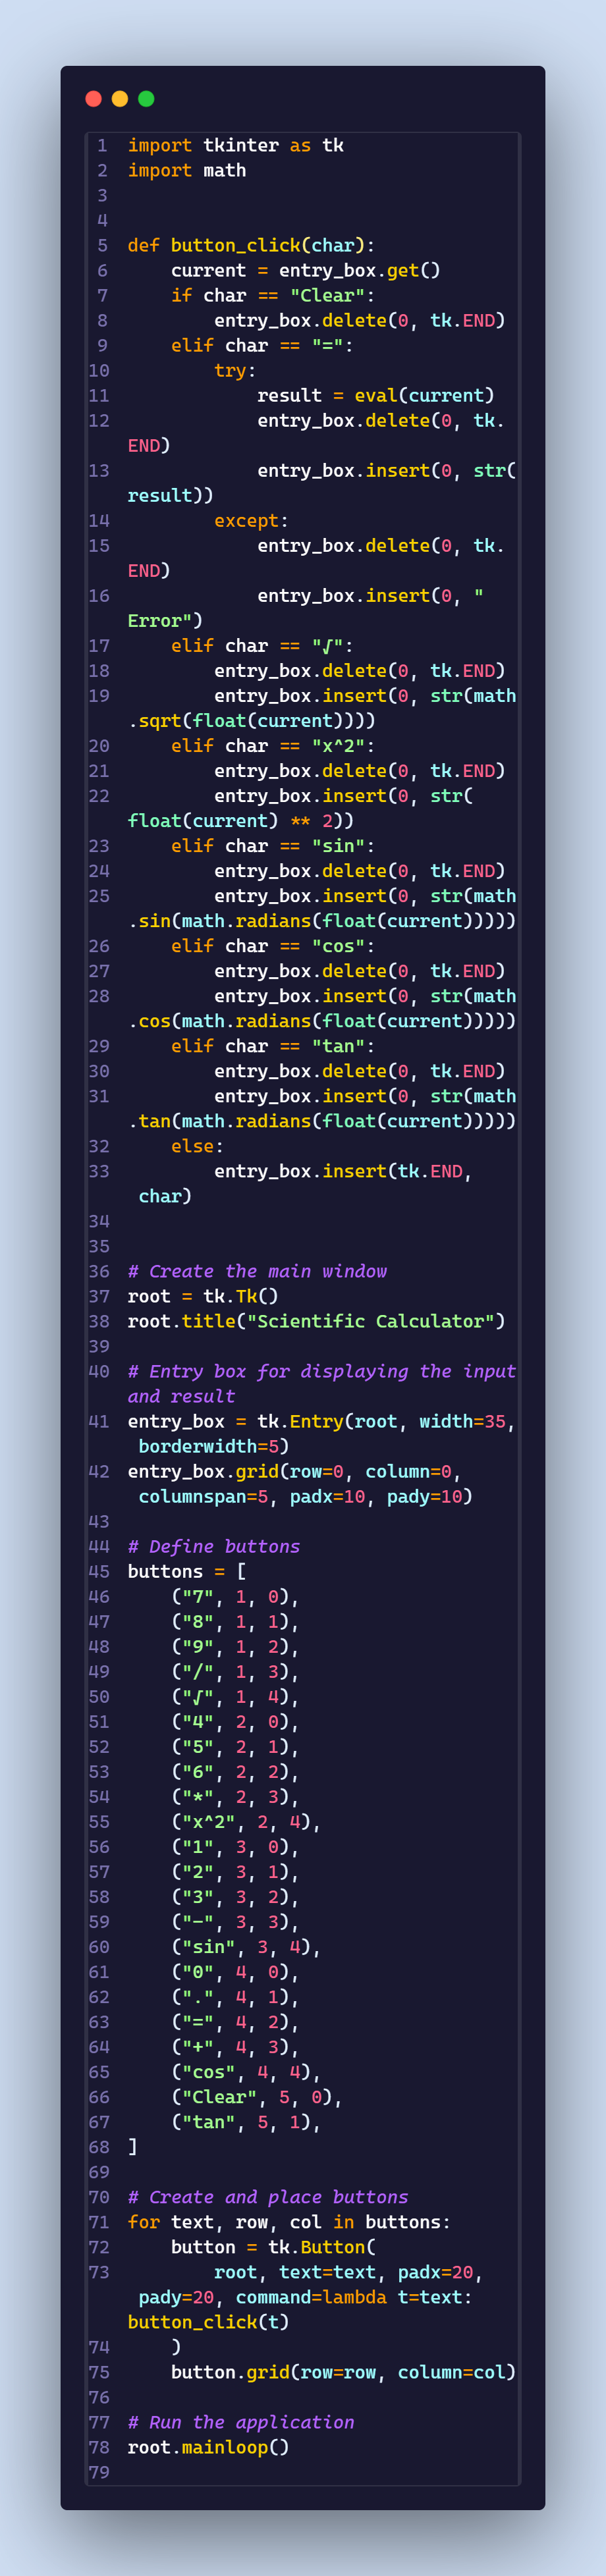 1 import tkinter as tk
2 import math
3
4
5 def button_click(char):
6     current = entry_box.get()
7     if char == "Clear":
8         entry_box.delete(0, tk.END)
9     elif char == "=":
10         try:
11             result = eval(current)
12             entry_box.delete(0, tk.
END)
13             entry_box.insert(0, str(
result))
14         except:
15             entry_box.delete(0, tk.
END)
16             entry_box.insert(0, "
Error")
17     elif char == "√":
18         entry_box.delete(0, tk.END)
19         entry_box.insert(0, str(math
.sqrt(float(current))))
20     elif char == "x^2":
21         entry_box.delete(0, tk.END)
22         entry_box.insert(0, str(
float(current) ** 2))
23     elif char == "sin":
24         entry_box.delete(0, tk.END)
25         entry_box.insert(0, str(math
.sin(math.radians(float(current)))))
26     elif char == "cos":
27         entry_box.delete(0, tk.END)
28         entry_box.insert(0, str(math
.cos(math.radians(float(current)))))
29     elif char == "tan":
30         entry_box.delete(0, tk.END)
31         entry_box.insert(0, str(math
.tan(math.radians(float(current)))))
32     else:
33         entry_box.insert(tk.END,
 char)
34
35
36 # Create the main window
37 root = tk.Tk()
38 root.title("Scientific Calculator")
39
40 # Entry box for displaying the input
and result
41 entry_box = tk.Entry(root, width=35,
 borderwidth=5)
42 entry_box.grid(row=0, column=0,
 columnspan=5, padx=10, pady=10)
43
44 # Define buttons
45 buttons = [
46     ("7", 1, 0),
47     ("8", 1, 1),
48     ("9", 1, 2),
49     ("/", 1, 3),
50     ("√", 1, 4),
51     ("4", 2, 0),
52     ("5", 2, 1),
53     ("6", 2, 2),
54     ("*", 2, 3),
55     ("x^2", 2, 4),
56     ("1", 3, 0),
57     ("2", 3, 1),
58     ("3", 3, 2),
59     ("-", 3, 3),
60     ("sin", 3, 4),
61     ("0", 4, 0),
62     (".", 4, 1),
63     ("=", 4, 2),
64     ("+", 4, 3),
65     ("cos", 4, 4),
66     ("Clear", 5, 0),
67     ("tan", 5, 1),
68 ]
69
70 # Create and place buttons
71 for text, row, col in buttons:
72     button = tk.Button(
73         root, text=text, padx=20,
 pady=20, command=lambda t=text:
button_click(t)
74     )
75     button.grid(row=row, column=col)
76
77 # Run the application
78 root.mainloop()
79